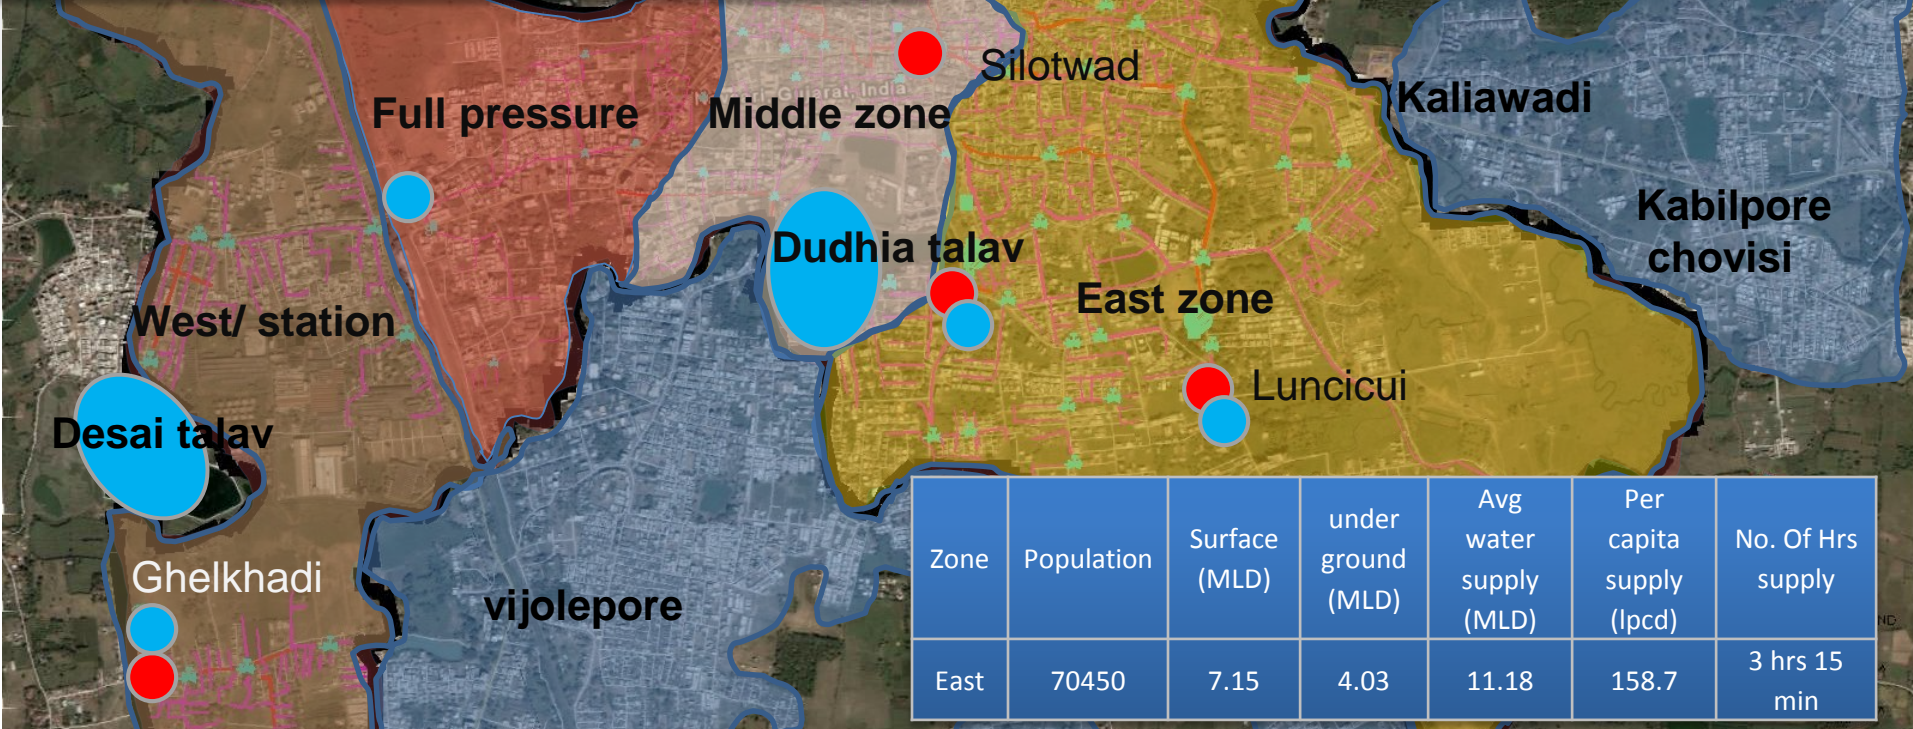 Silotwad
Full pressure
Middle zone
Gujarat, India
Kaliawadi
Kabilpore
chovisi
Dudhia talav
East zone
West/ station
Luncicui
Desai talav
Ghelkhadi
vijolepore
Zone
Population
Surface
(MLD)
under
ground
(MLD)
Avg
water
supply
(MLD)
Per
capita
supply
(lpcd)
No. Of Hrs
supply
East
70450
7.15
4.03
11.18
158.7
3 hrs 15
min